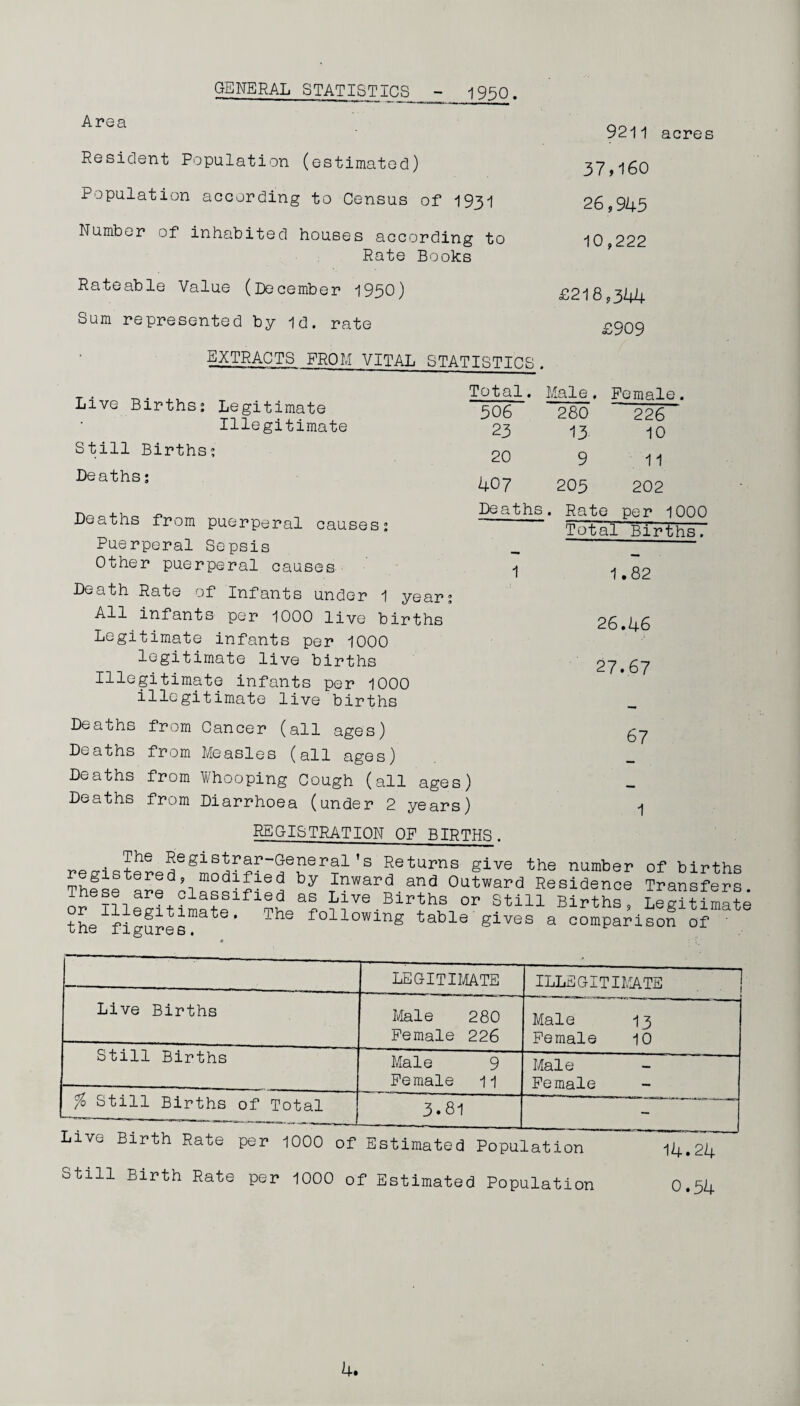 GENERAL STATISTICS - 1950.
Area 9211 acres
Resident Population (estimated) 37,160
Population according to Census of 1931 26,945
Number of inhabited houses according to 10,222
Rate Books
Rateable Value (December 1950) £218,344
Sum represented by 1d. rate £909
EXTRACTS FROM VITAL STATISTICS.
Total. Male. Female.
Live Births: Legitimate 506 280 226
Illegitimate 23 13 10
Still Births: 20 9 11
Deaths: 407 205 202
Deaths. Rate per 1000
Total Births.
Deaths from puerperal causes:
Puerperal Sepsis - -
Other puerperal causes 1 1.82
Death Rate of Infants under 1 year:
All infants per 1000 live births 26.46
Legitimate infants per 1000
legitimate live births 27.67
Illegitimate infants per 1000
illegitimate live births -
Deaths from Cancer (all ages) 67
Deaths from Measles (all ages) -
Deaths from Whooping Cough (all ages) -
Deaths from Diarrhoea (under 2 years) 1
REGISTRATION OF BIRTHS.
The Registrar-General's Returns give the number of births
registered, modified by Inward and Outward Residence Transfers.
These are classified as Live Births or Still Births, Legitimate
or Illegitimate. The following table gives a comparison of
the figures.
LEGITIMATE ILLEGITIMATE
Live Births Male 280 Male 13
Female 226 Female 10
Still Births Male 9 Male -
Female 11 Female -
% Still Births of Total 3.81 -
Live Birth Rate per 1000 of Estimated Population 14.24
Still Birth Rate per 1000 of Estimated Population 0.54
4.